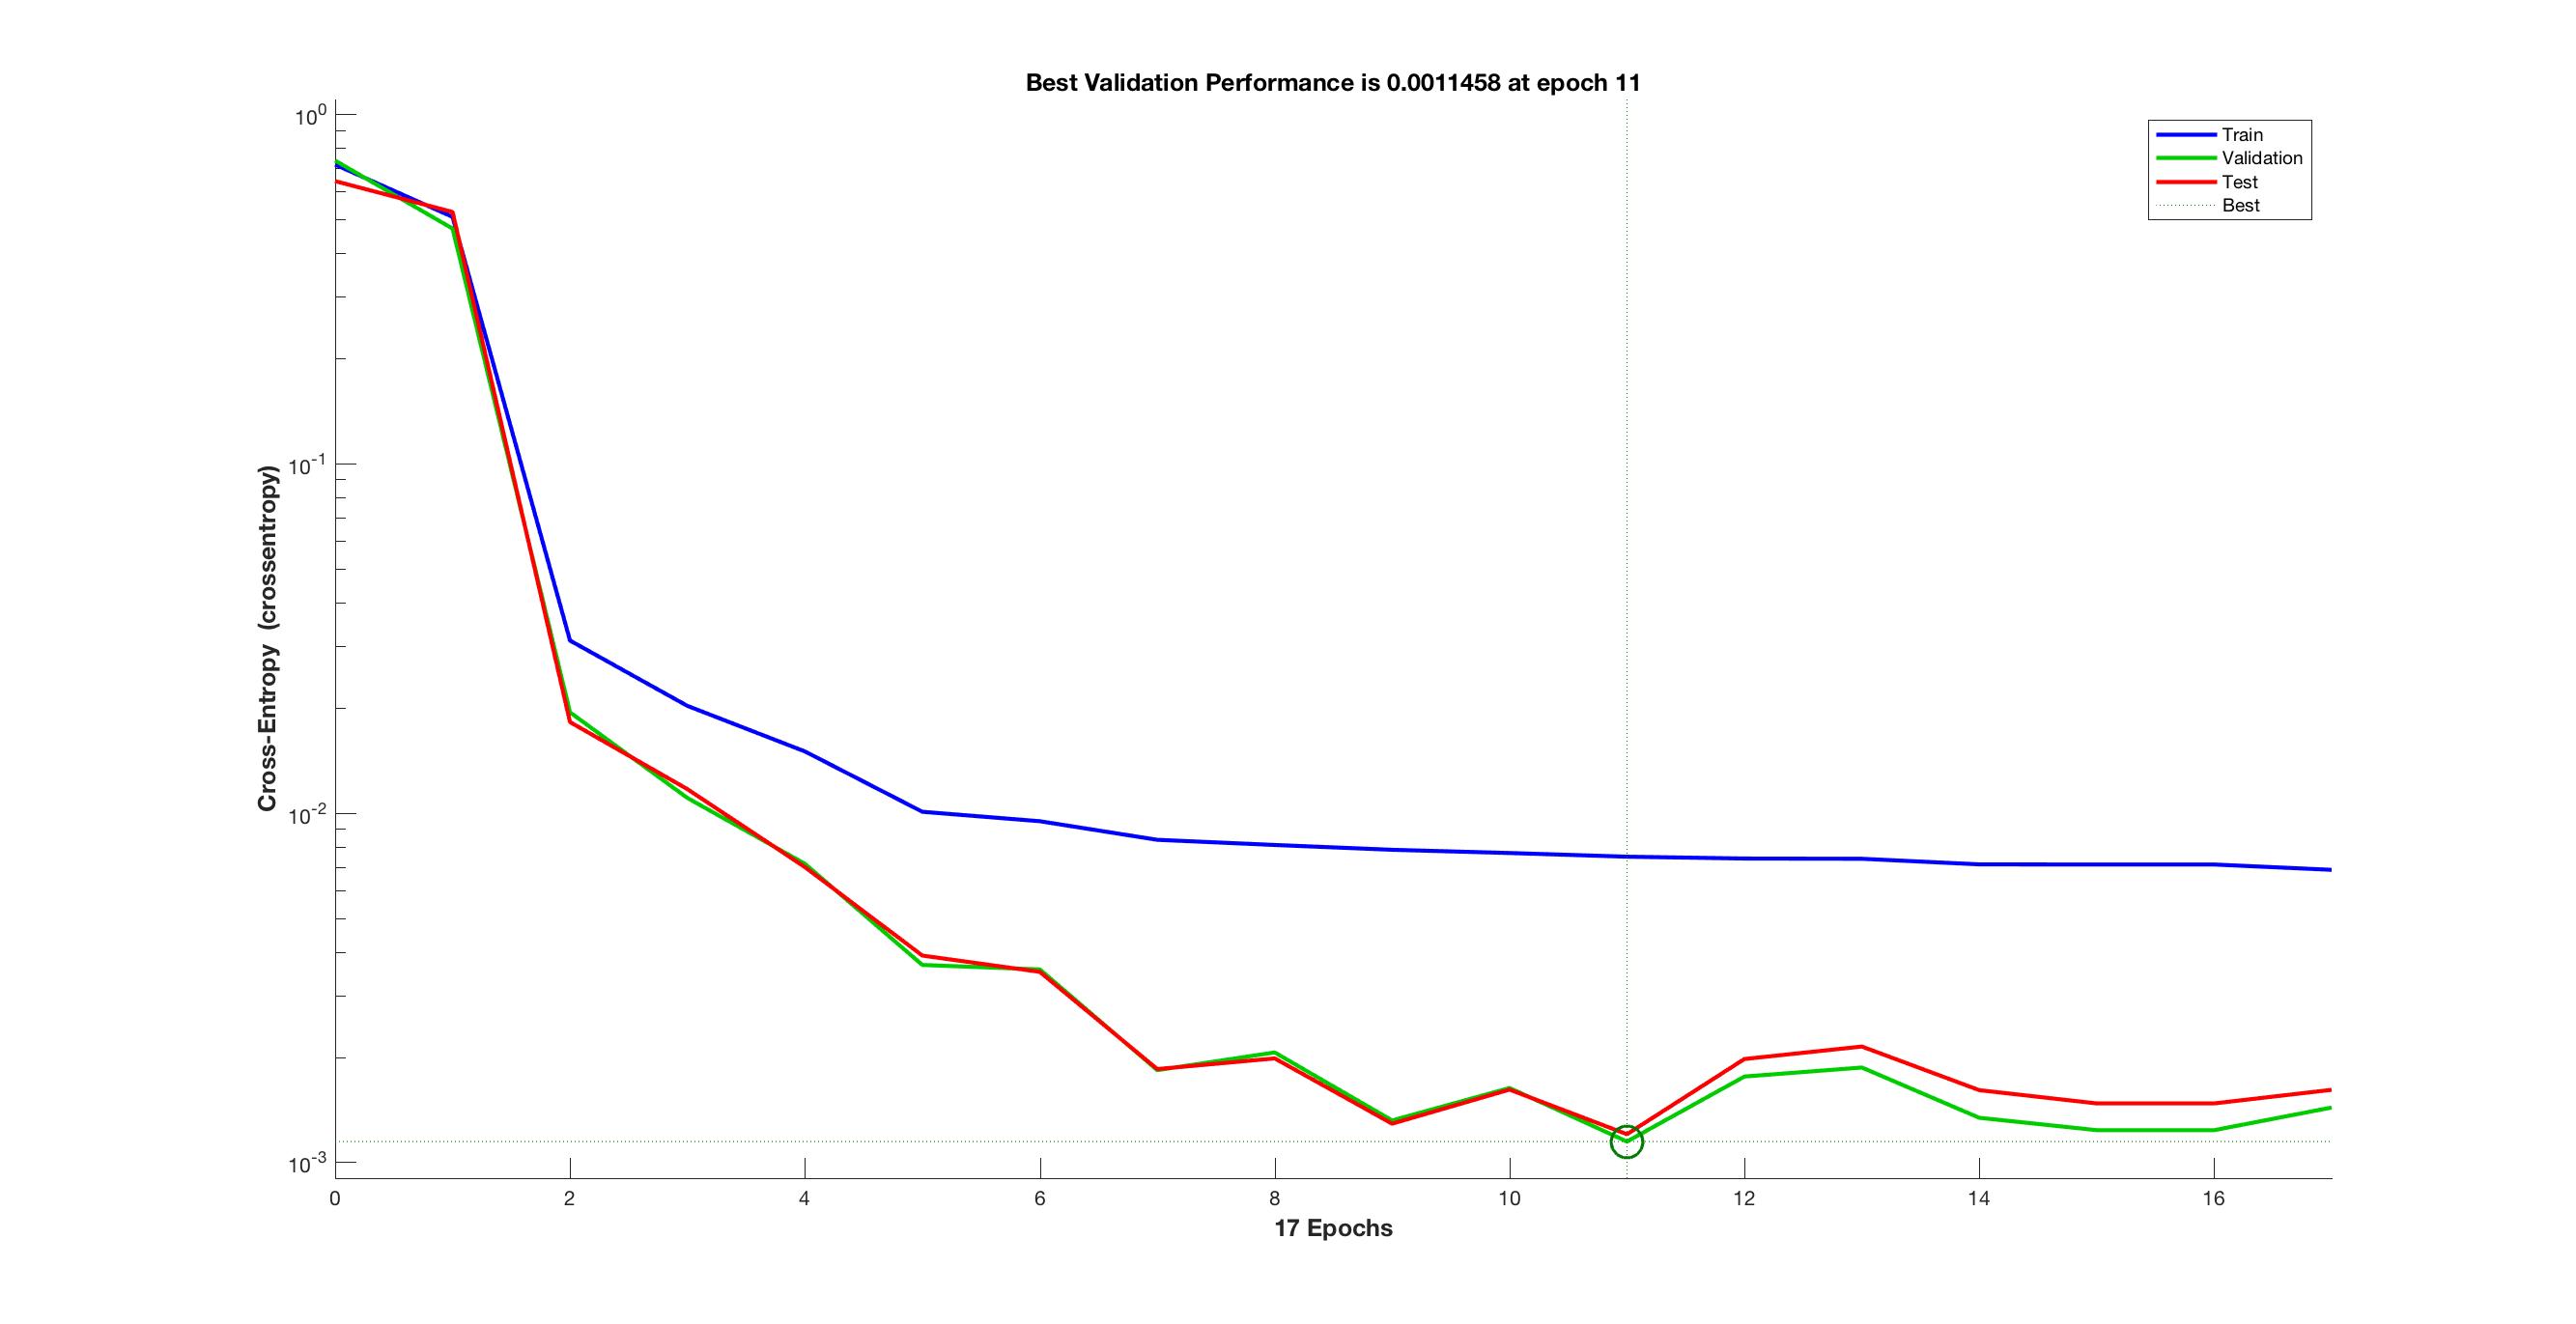 Best Validation Performance is 0.0011458 at epoch 11
10^0
10^-1
10^-2
10^-3
Cross-Entropy (crossentropy)
Train
Validation
Test
Best
0 2 4 6 8 10 12 14 16
17 Epochs